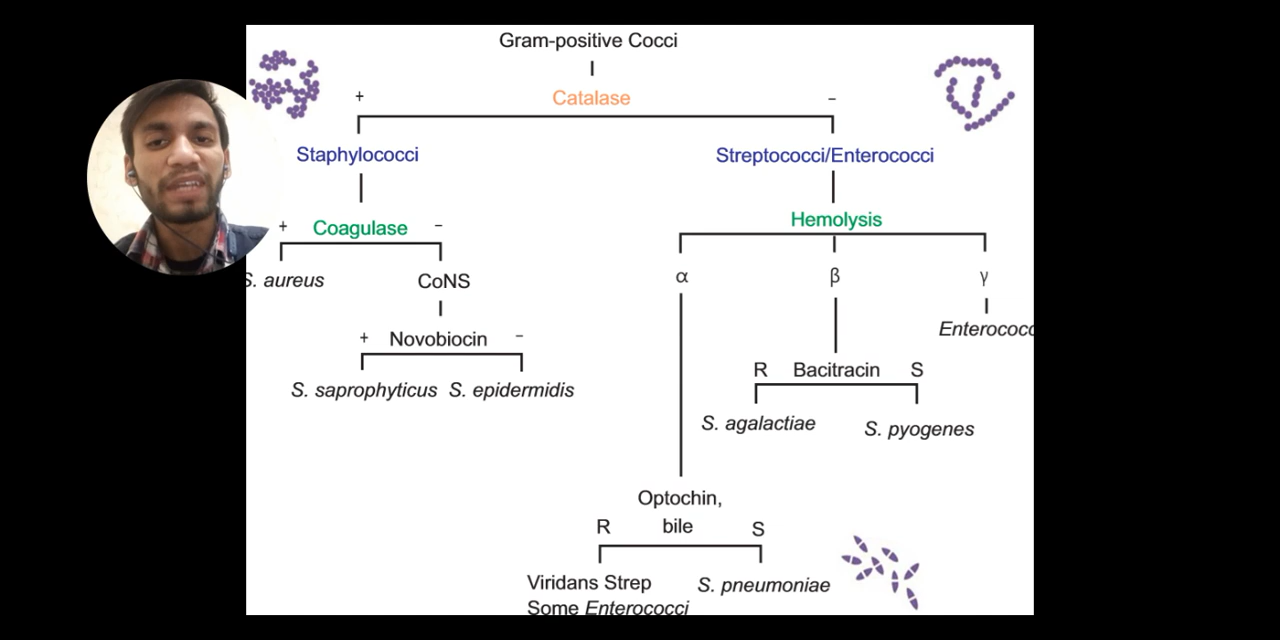 Gram-positive Cocci
+ Catalase –
Staphylococci Streptococci/Enterococci
+ Coagulase – Hemolysis
S. aureus CoNS α β γ
+ Novobiocin – Enterococc
S. saprophyticus S. epidermidis R Bacitracin S
S. agalactiae S. pyogenes
Optochin,
R bile S
Viridans Strep S. pneumoniae
Some Enterococci